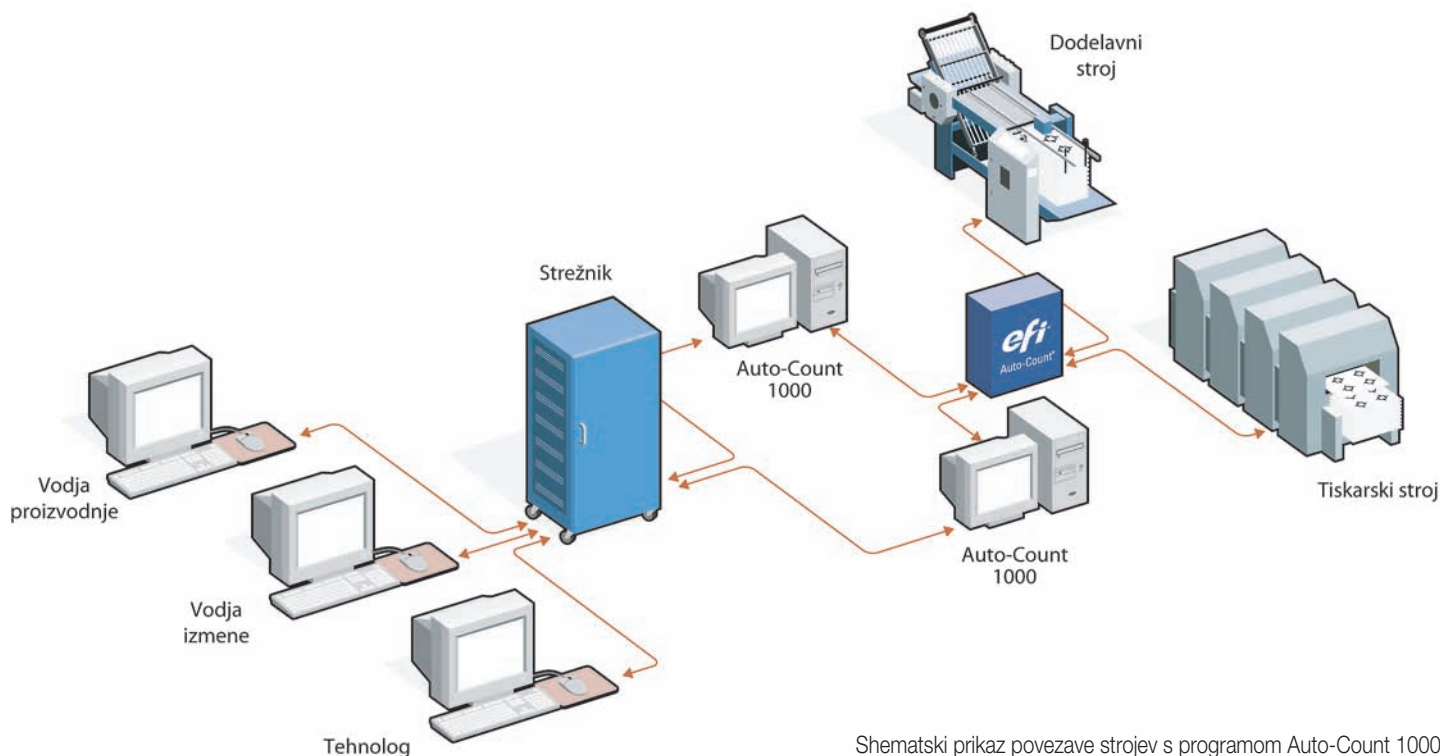 Dodelavni
stroj
Strežnik
Auto-Count
1000
efi
Auto-Count®
Vodja
proizvodnje
Tiskarski stroj
Auto-Count
1000
Vodja
izmene
Tehnolog
Shematski prikaz povezave strojev s programom Auto-Count 1000